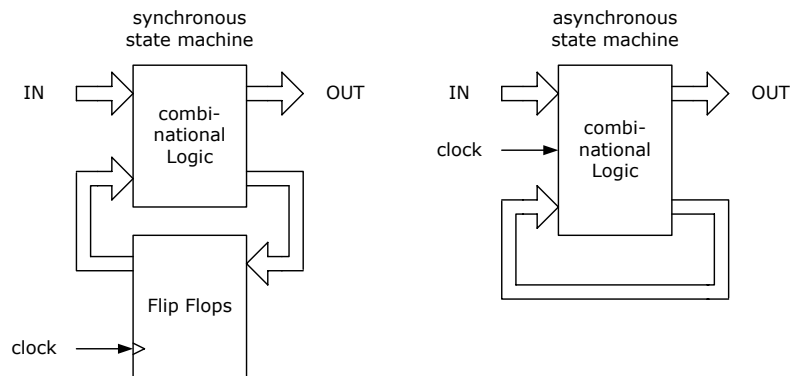 synchronous
state machine
IN
OUT
combi-
national
Logic
Flip Flops
clock
asynchronous
state machine
IN
OUT
clock
combi-
national
Logic